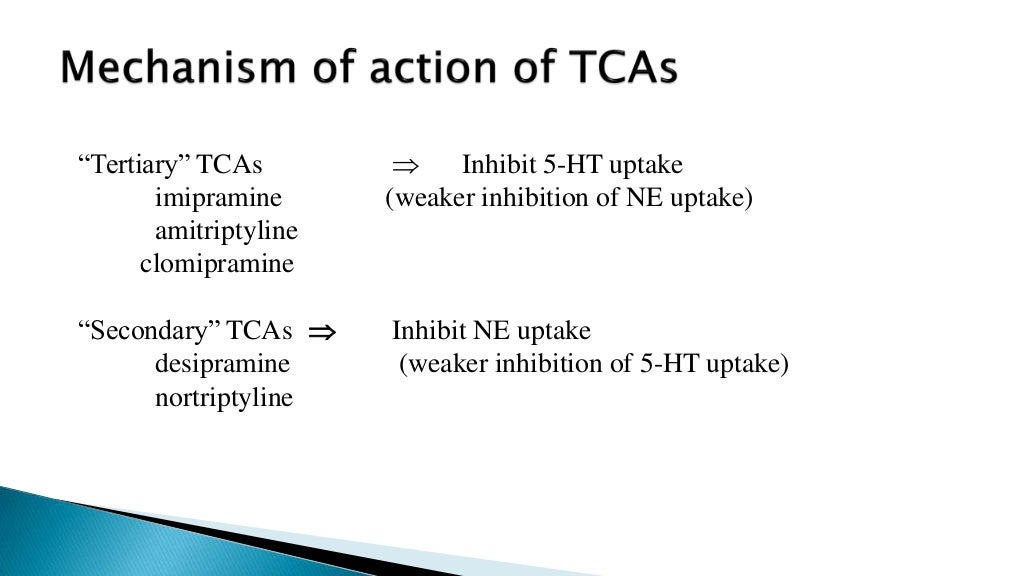 Mechanism of action of TCAs
“Tertiary” TCAs ⇒ Inhibit 5-HT uptake
imipramine (weaker inhibition of NE uptake)
amitriptyline
clomipramine
“Secondary” TCAs ⇒ Inhibit NE uptake
desipramine (weaker inhibition of 5-HT uptake)
nortriptyline